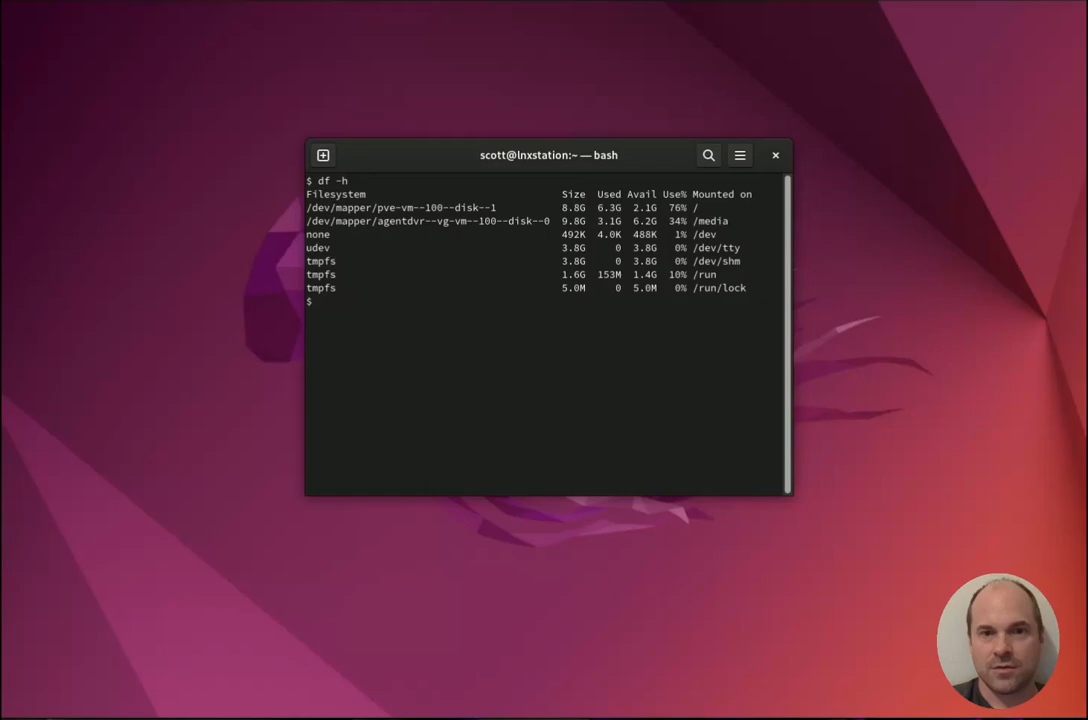 scott@lnxstation:~ — bash
$ df -h
Filesystem Size Used Avail Use% Mounted on
/dev/mapper/pve-vm--100--disk--1 8.8G 6.3G 2.1G 76% /
/dev/mapper/agentdvr--vg-vm--100--disk--0 9.8G 3.1G 6.2G 34% /media
none 492K 4.0K 488K 1% /dev
udev 3.8G 0 3.8G 0% /dev/tty
tmpfs 3.8G 0 3.8G 0% /dev/shm
tmpfs 1.6G 153M 1.4G 10% /run
tmpfs 5.0M 0 5.0M 0% /run/lock
$